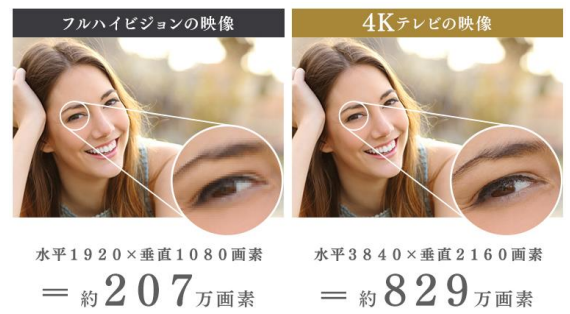 フルハイビジョンの映像
水平1920×垂直1080画素
＝約207万画素
4Kテレビの映像
水平3840×垂直2160画素
＝約829万画素